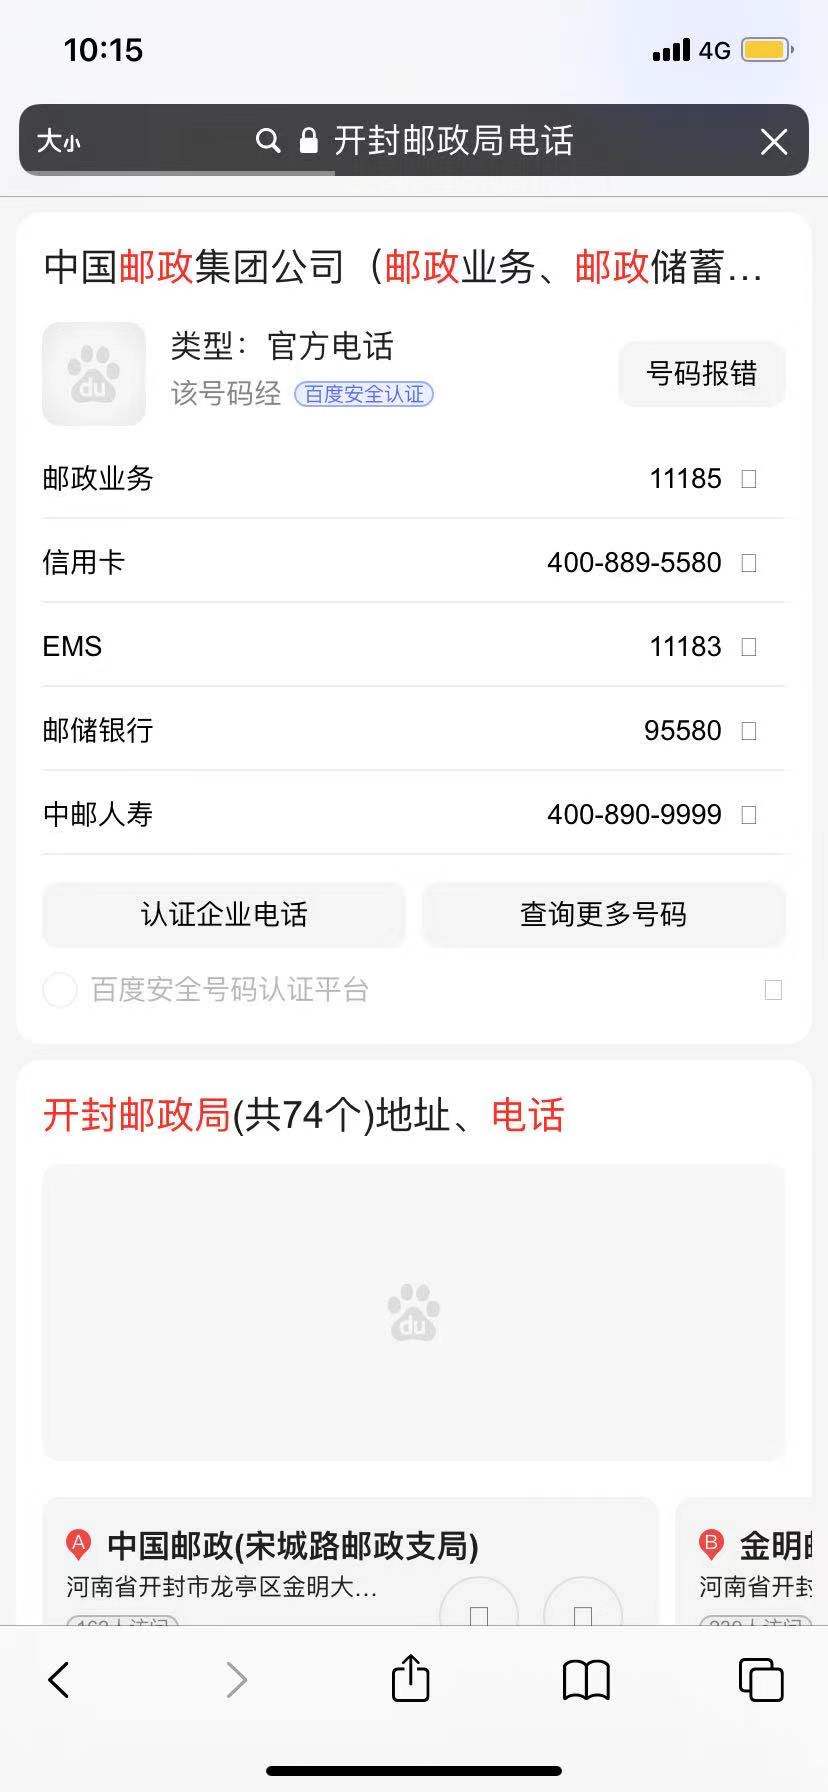 10:15
4G
大小
开封邮政局电话
中国邮政集团公司（邮政业务、邮政储蓄...
du
类型：官方电话
该号码经 百度安全认证
号码报错
邮政业务 11185
信用卡 400-889-5580
EMS 11183
邮储银行 95580
中邮人寿 400-890-9999
认证企业电话 查询更多号码
百度安全号码认证平台
开封邮政局(共74个)地址、电话
du
A 中国邮政(宋城路邮政支局)
河南省开封市龙亭区金明大...
B 金明
河南省开封